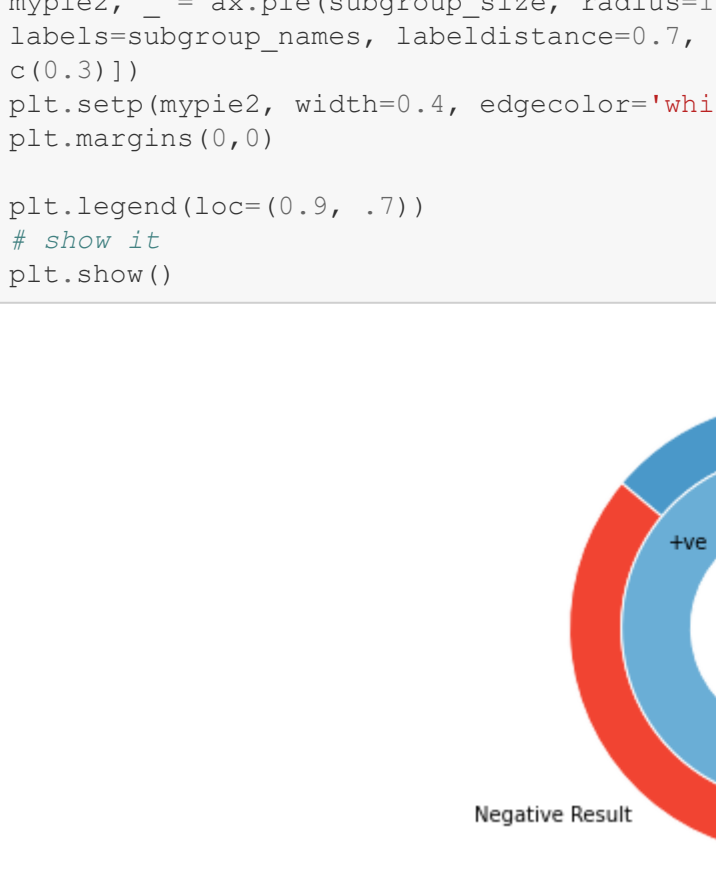 mypie2, _ = ax.pie(subgroup_size, radius=1
labels=subgroup_names, labeldistance=0.7,
c(0.3)])
plt.setp(mypie2, width=0.4, edgecolor='whi
plt.margins(0,0)
plt.legend(loc=(0.9, .7))
# show it
plt.show()
+ve
Negative Result